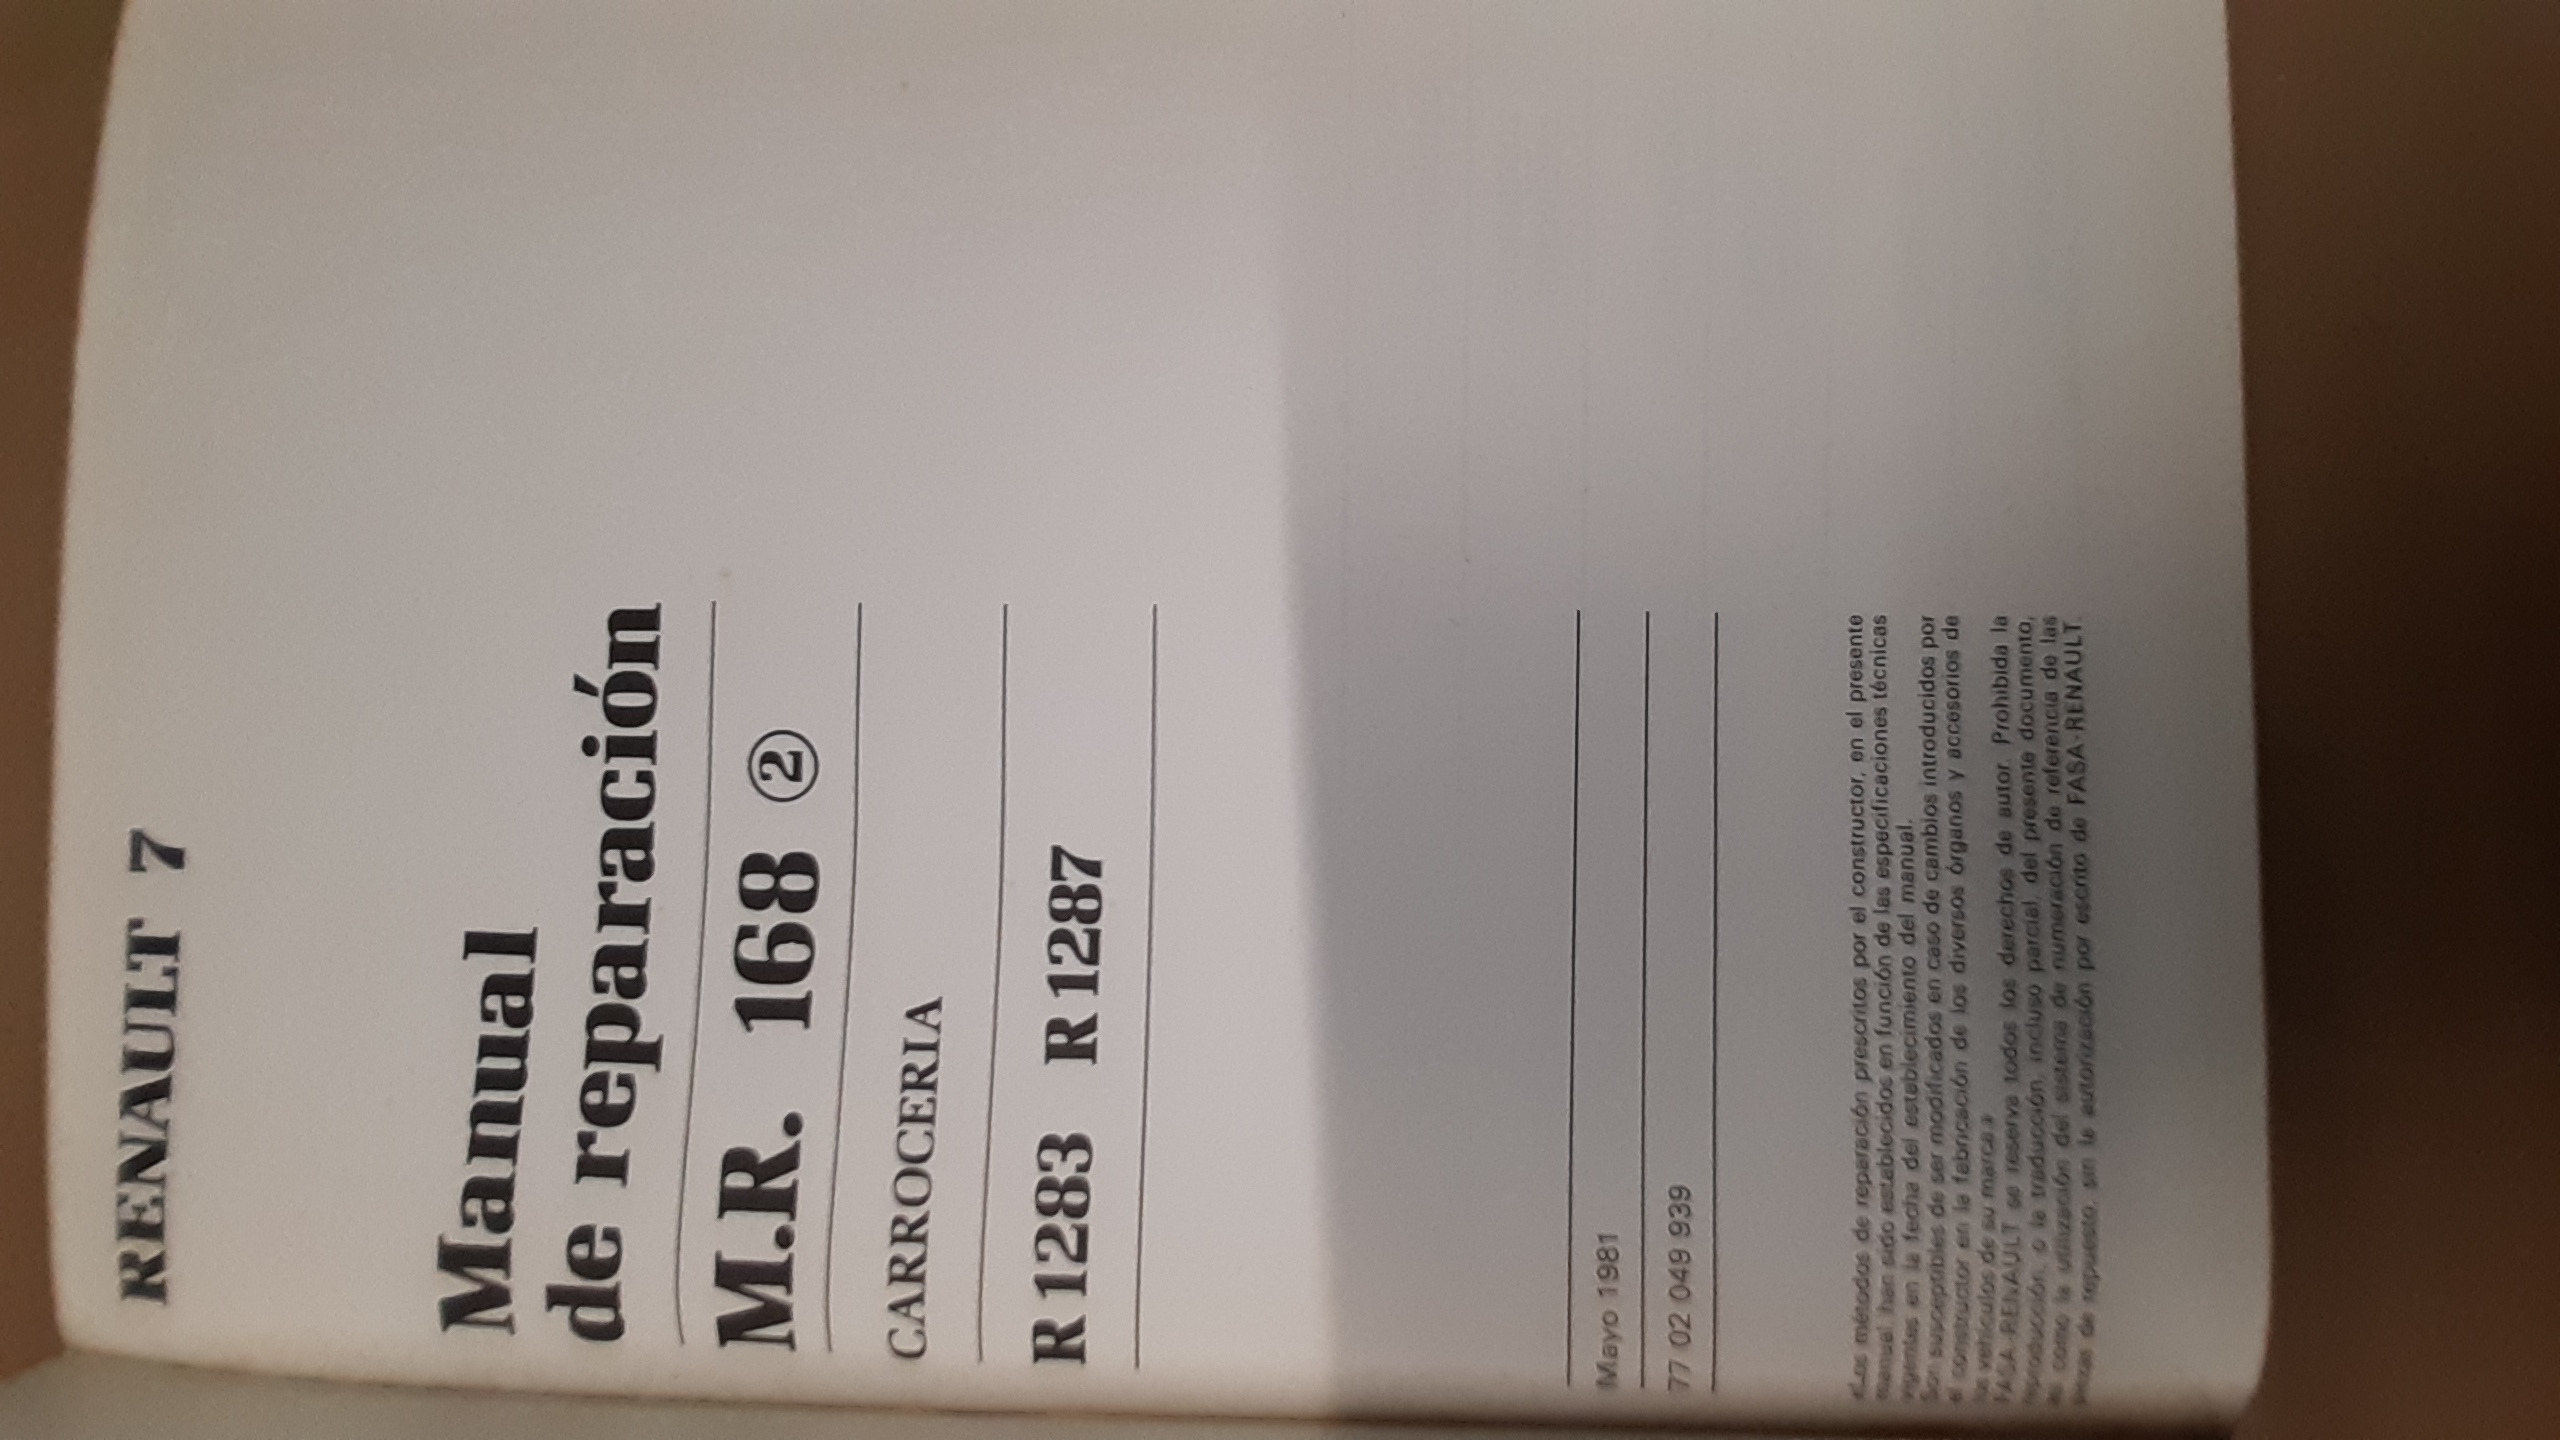 RENAULT 7
Manual
de reparación
M.R. 168 ②
CARROCERIA
R 1283 R 1287
Mayo 1981
77 02 049 939
«Los métodos de reparación prescritos por el constructor, en el presente
manual, han sido establecidos en función de las especificaciones técnicas
vigentes en la fecha del establecimiento del manual.
Son susceptibles de ser modificados en caso de cambios introducidos por
el constructor en la fabricación de los diversos órganos y accesorios de
los vehículos de su marca.»
FASA-RENAULT se reserva todos los derechos de autor. Prohibida la
reproducción o la traducción, incluso parcial, del presente documento,
así como la utilización del sistema de numeración de referencia de las
piezas de repuesto, sin la autorización por escrito de FASA-RENAULT.